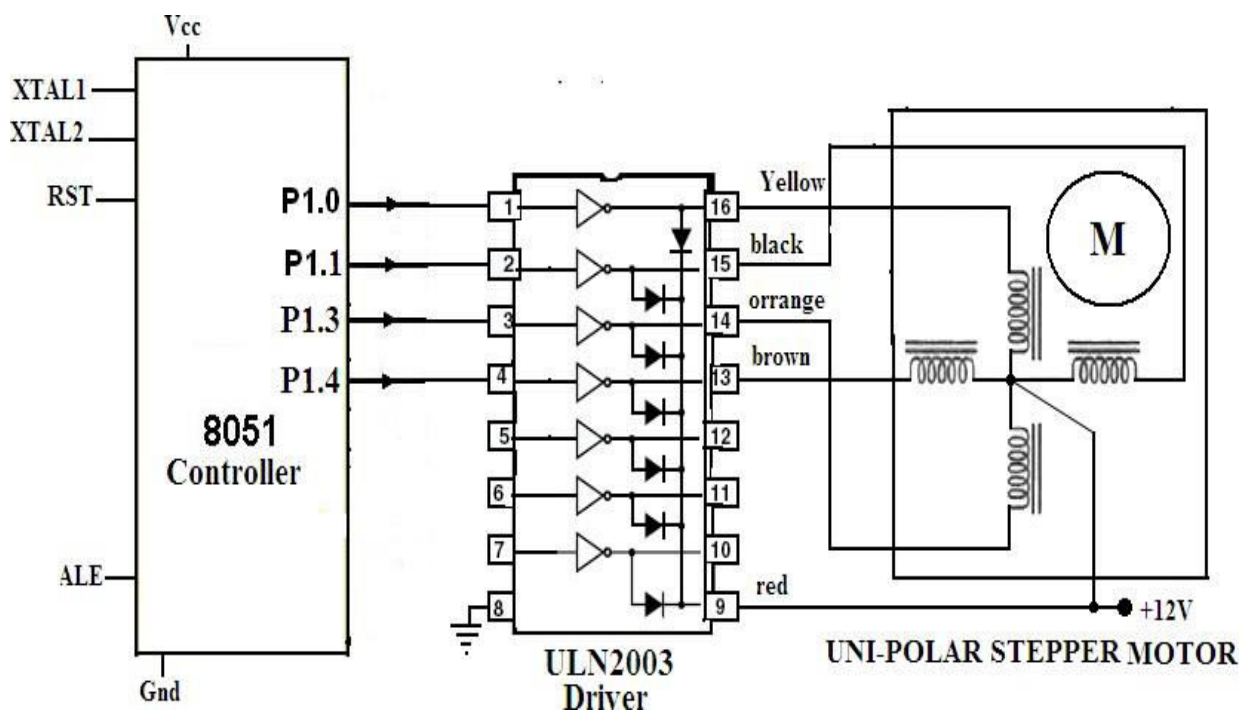 Vcc
XTAL1
XTAL2
RST
P1.0
P1.1
P1.3
P1.4
8051
Controller
ALE
Gnd
1
2
3
4
5
6
7
8
16
15
14
13
12
11
10
9
ULN2003
Driver
Yellow
black
orrange
brown
red
M
+12V
UNI-POLAR STEPPER MOTOR